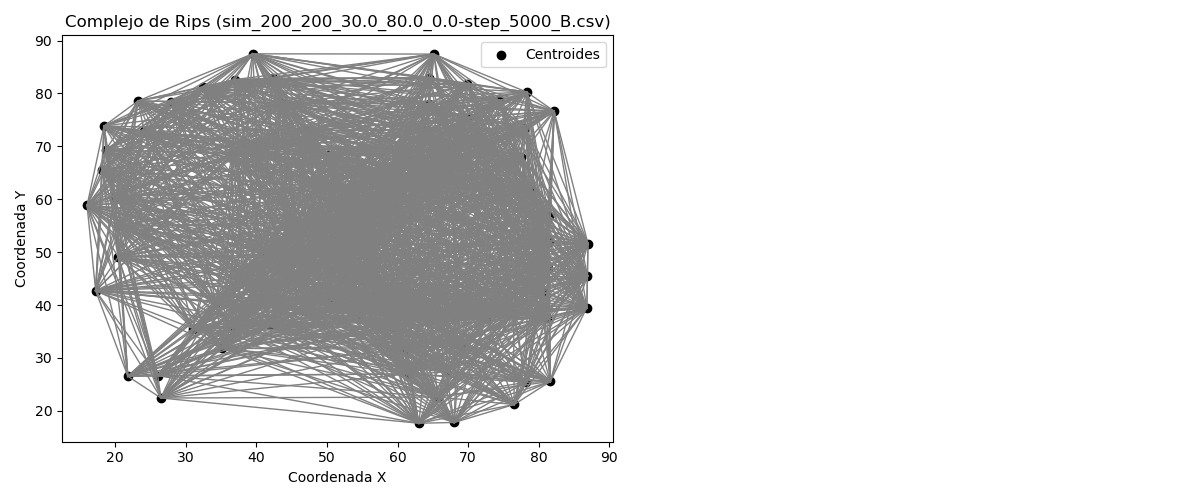 Complejo de Rips (sim_200_200_30.0_80.0_0.0-step_5000_B.csv)
Centroides
90
80
70
60
50
40
30
20
Coordenada Y
20 30 40 50 60 70 80 90
Coordenada X